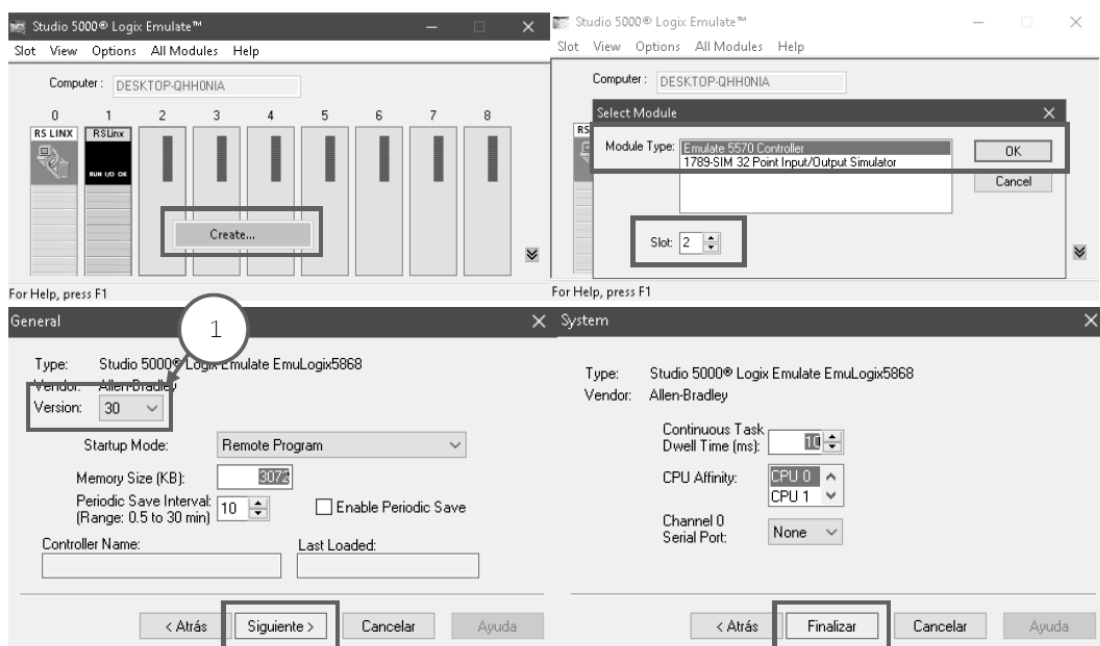 Studio 5000® Logix Emulate™
Slot View Options All Modules Help
Computer : DESKTOP-QHH0NIA
0 1 2 3 4 5 6 7 8
RS LINX RSLinx
RUN I/O OK
Create...
For Help, press F1
Studio 5000® Logix Emulate™
Slot View Options All Modules Help
Computer : DESKTOP-QHH0NIA
Select Module
RS
Module Type: Emulate 5570 Controller OK
1789-SIM 32 Point Input/Output Simulator
Cancel
Slot: 2
For Help, press F1
General
1
Type: Studio 5000® Logix Emulate EmuLogix5868
Vendor: Allen-Bradley
Version: 30
Startup Mode: Remote Program
Memory Size (KB): 3072
Periodic Save Interval: 10 Enable Periodic Save
(Range: 0.5 to 30 min)
Controller Name: Last Loaded:
< Atrás Siguiente > Cancelar Ayuda
System
Type: Studio 5000® Logix Emulate EmuLogix5868
Vendor: Allen-Bradley
Continuous Task
Dwell Time (ms): 10
CPU Affinity: CPU 0
CPU 1
Channel 0
Serial Port: None
< Atrás Finalizar Cancelar Ayuda